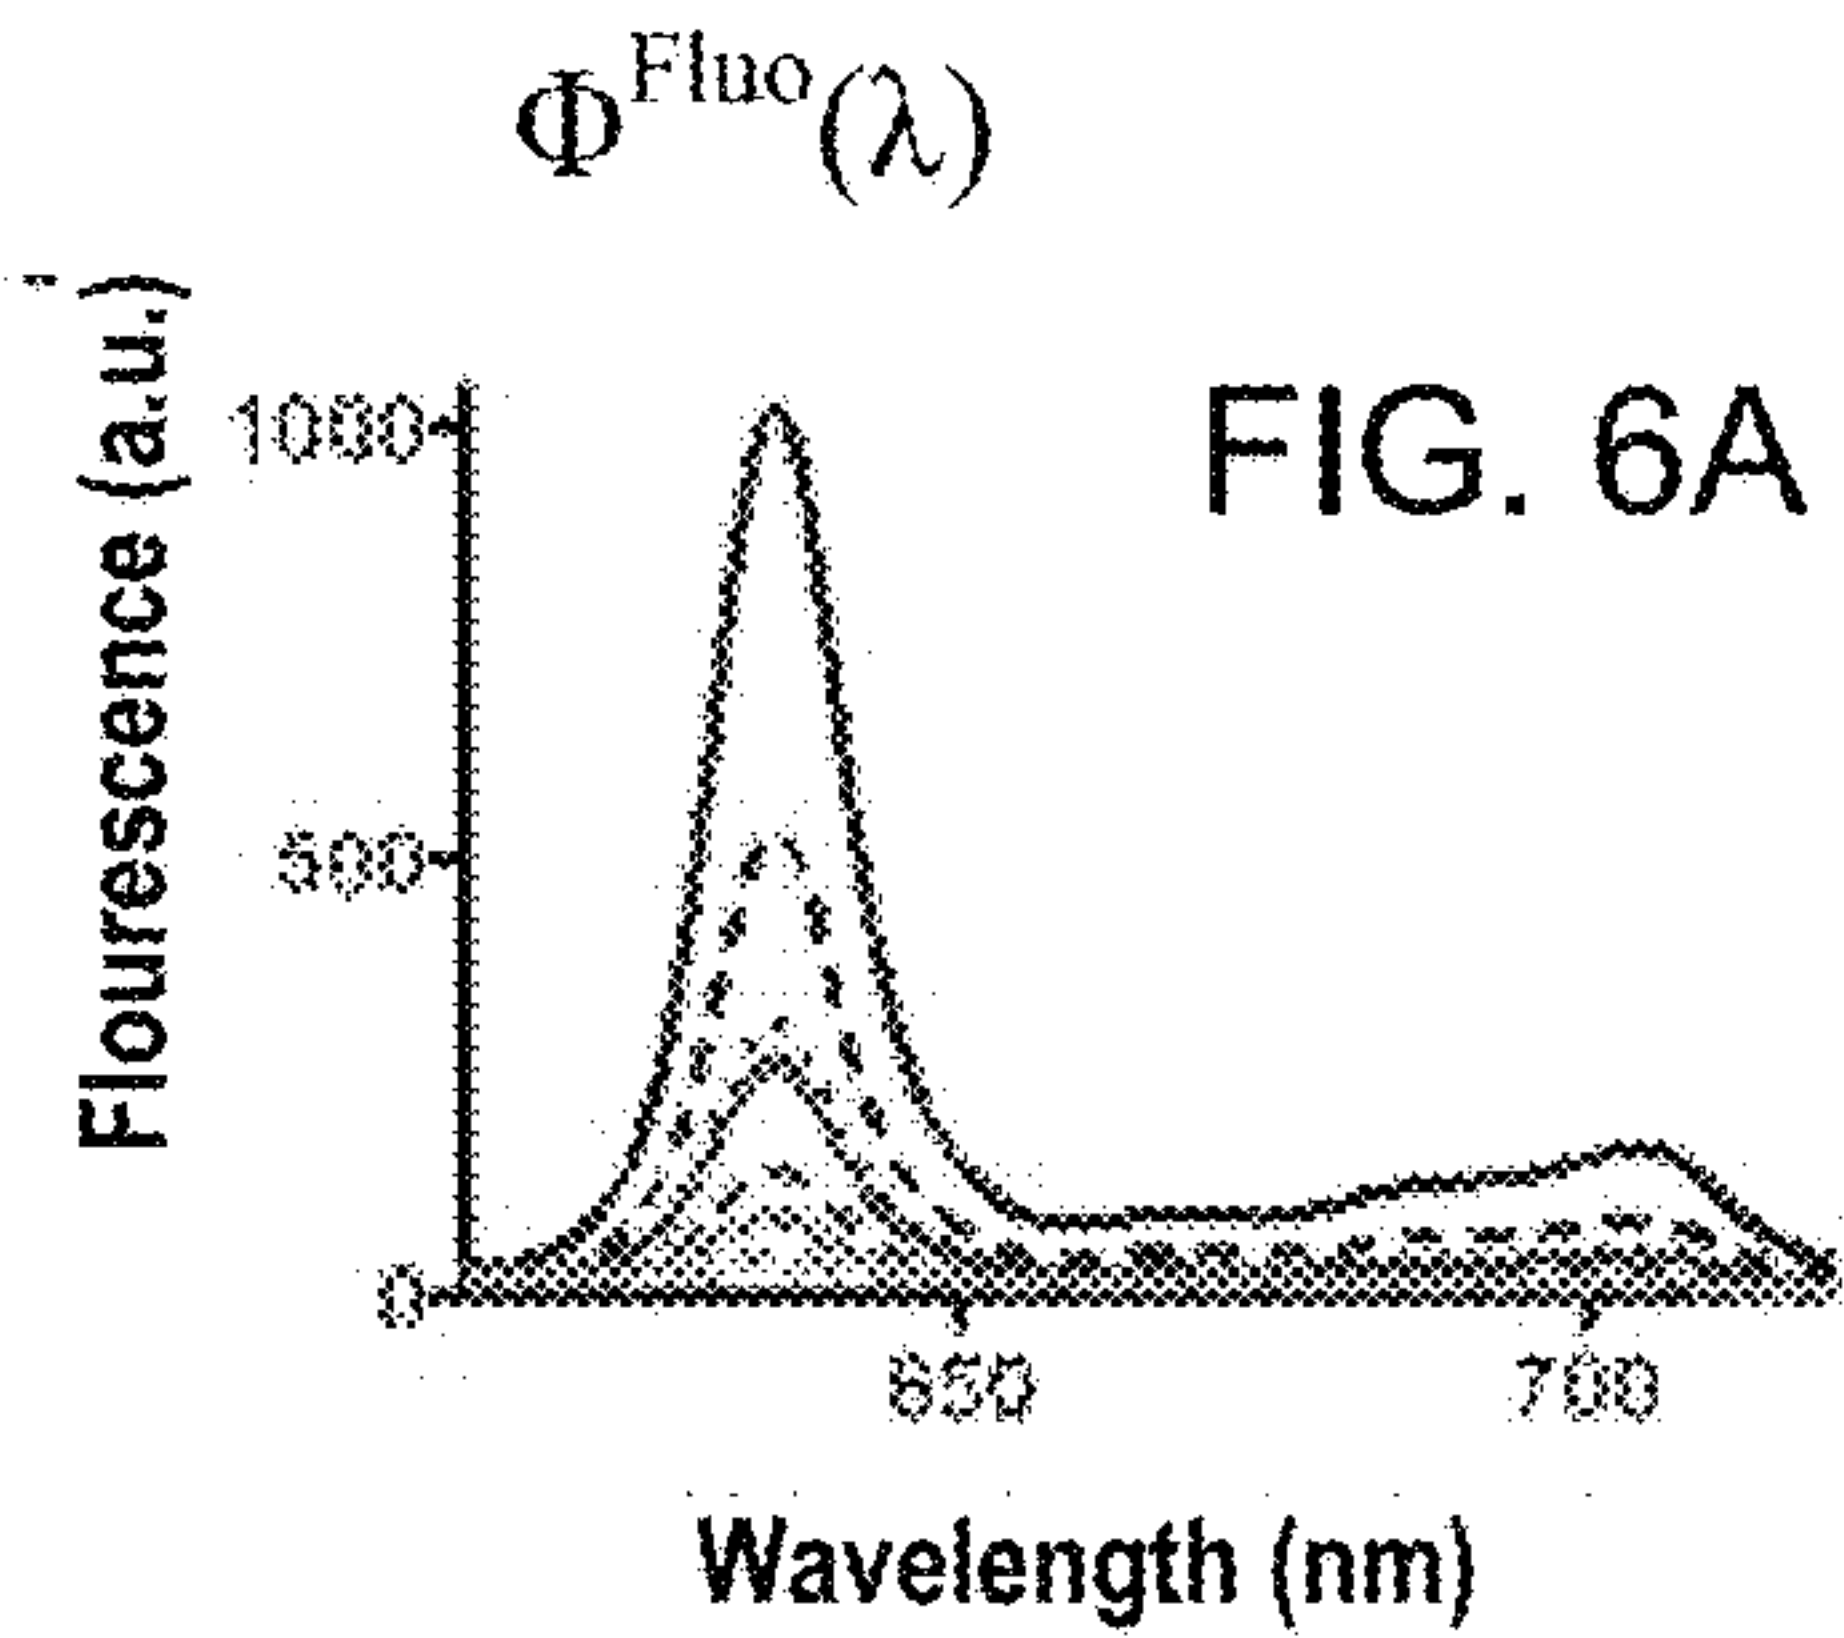 Φ^Fluo(λ)
FIG. 6A
Flourescence (a.u.)
1000
500
0
650
700
Wavelength (nm)